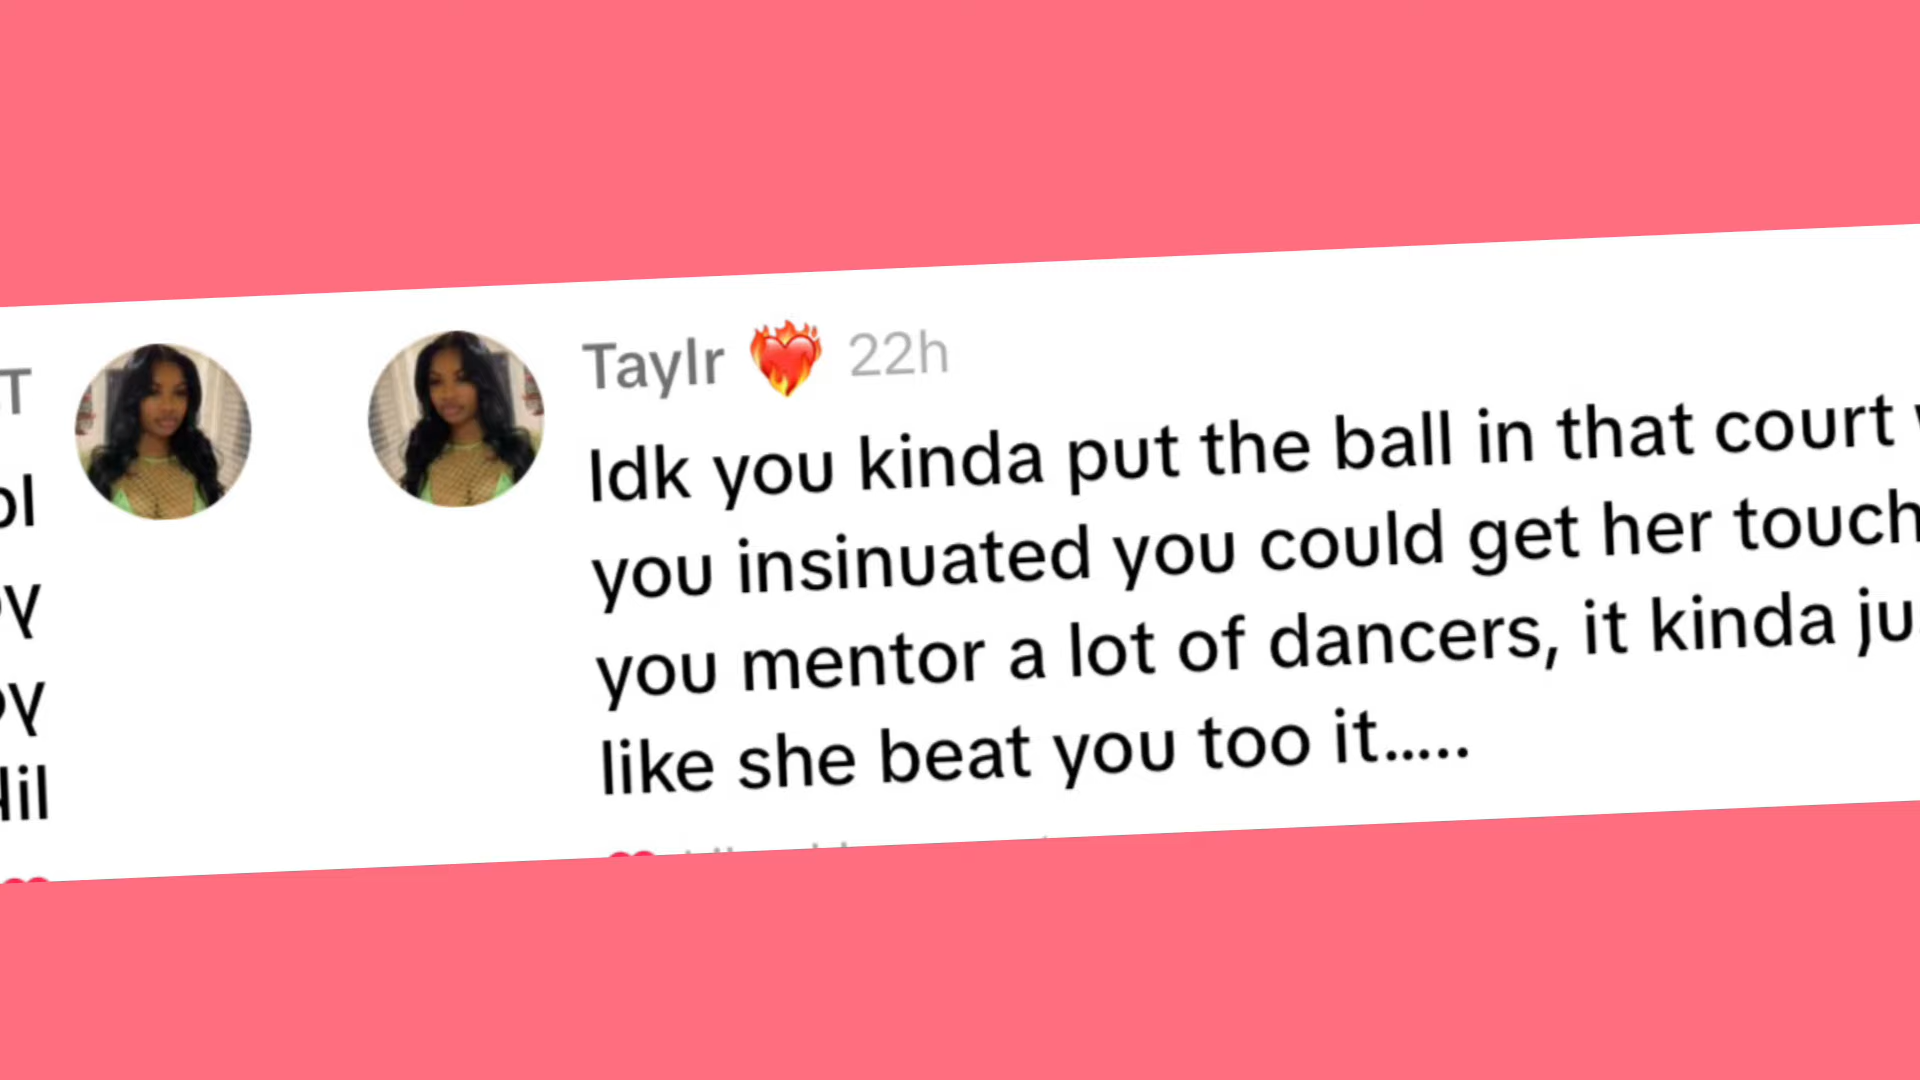 Taylr ❤️‍🔥 22h
Idk you kinda put the ball in that court
you insinuated you could get her touch
you mentor a lot of dancers, it kinda
like she beat you too it.....